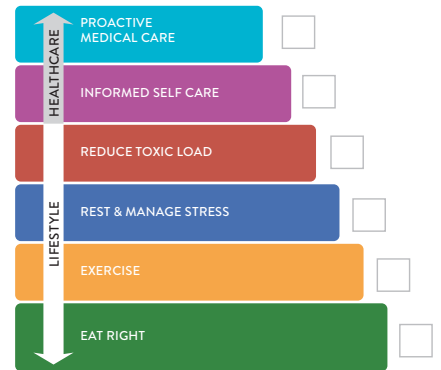 PROACTIVE
MEDICAL CARE
HEALTHCARE
INFORMED SELF CARE
REDUCE TOXIC LOAD
LIFESTYLE
REST & MANAGE STRESS
EXERCISE
EAT RIGHT